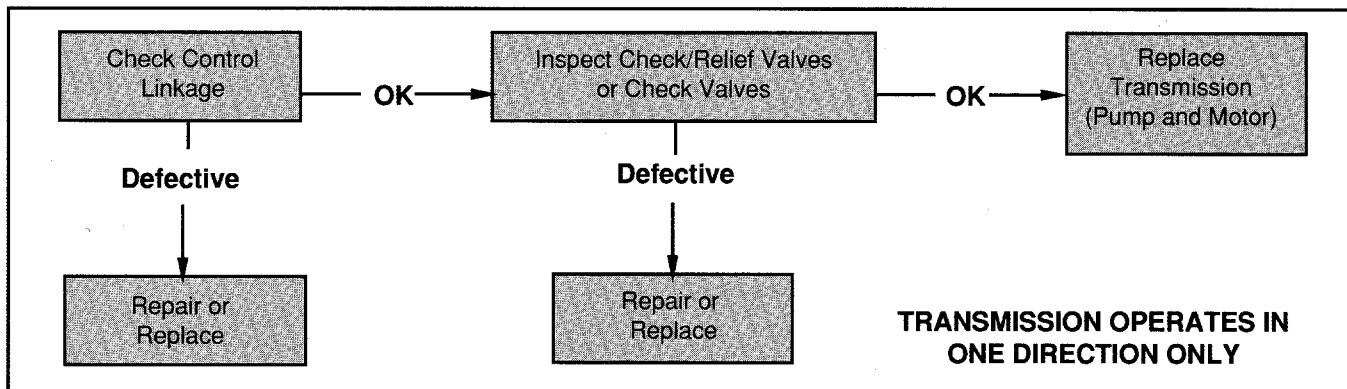 Check Control
Linkage
OK
Inspect Check/Relief Valves
or Check Valves
OK
Replace
Transmission
(Pump and Motor)
Defective
Defective
Repair or
Replace
Repair or
Replace
TRANSMISSION OPERATES IN
ONE DIRECTION ONLY